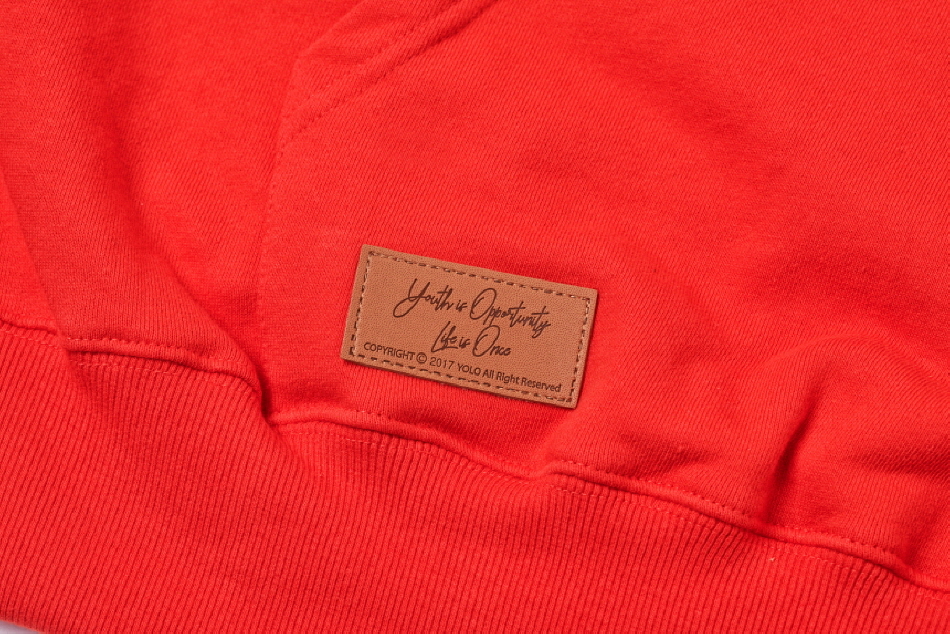 Youth is Opportunity
Life is Once
COPYRIGHT © 2017 YOLO All Right Reserved